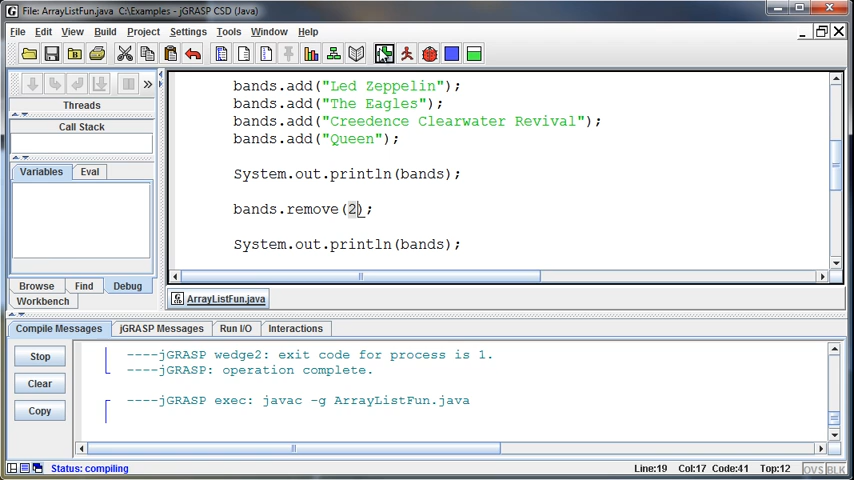 File: ArrayListFun.java  C:\Examples - jGRASP CSD (Java)
File Edit View Build Project Settings Tools Window Help
Threads
Call Stack
Variables Eval
Browse Find Debug
Workbench
bands.add("Led Zeppelin");
bands.add("The Eagles");
bands.add("Creedence Clearwater Revival");
bands.add("Queen");
System.out.println(bands);
bands.remove(2);
System.out.println(bands);
ArrayListFun.java
Compile Messages jGRASP Messages Run I/O Interactions
Stop
Clear
Copy
----jGRASP wedge2: exit code for process is 1.
----jGRASP: operation complete.
----jGRASP exec: javac -g ArrayListFun.java
Status: compiling
Line:19 Col:17 Code:41 Top:12 OVS BLK